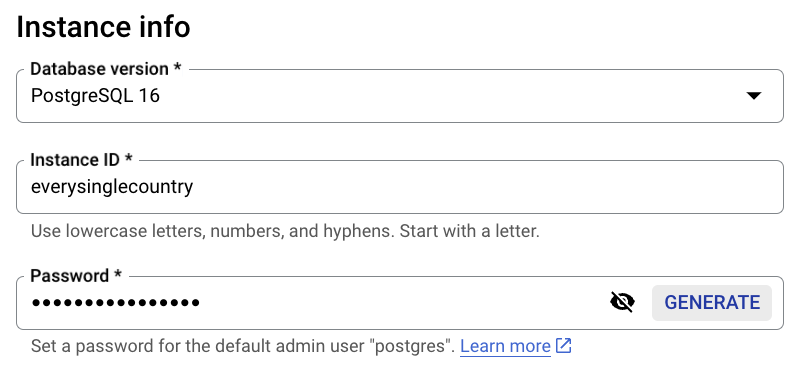 Instance info
Database version *
PostgreSQL 16
Instance ID *
everysinglecountry
Use lowercase letters, numbers, and hyphens. Start with a letter.
Password *
••••••••••••••••
GENERATE
Set a password for the default admin user "postgres". Learn more